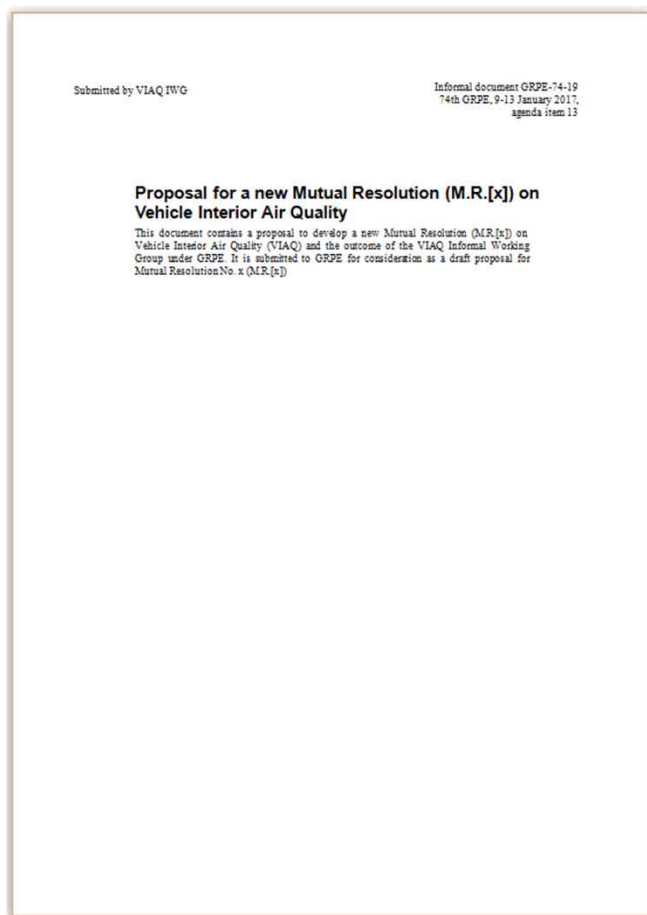 Submitted by VIAQ IWG
Informal document GRPE-74-19
74th GRPE, 9-13 January 2017,
agenda item 13
Proposal for a new Mutual Resolution (M.R.[x]) on
Vehicle Interior Air Quality
This document contains a proposal to develop a new Mutual Resolution (M.R.[x]) on
Vehicle Interior Air Quality (VIAQ) and the outcome of the VIAQ Informal Working
Group under GRPE. It is submitted to GRPE for consideration as a draft proposal for
Mutual Resolution No. x (M.R.[x])